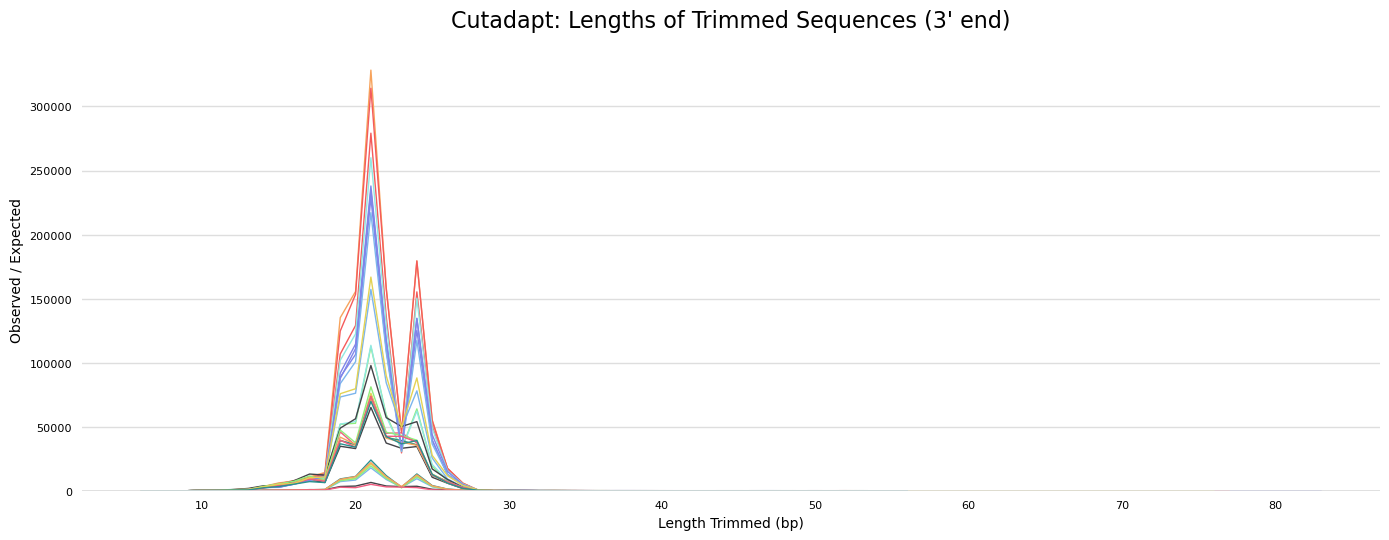 Cutadapt: Lengths of Trimmed Sequences (3' end)
Observed / Expected
300000
250000
200000
150000
100000
50000
0
10 20 30 40 50 60 70 80
Length Trimmed (bp)